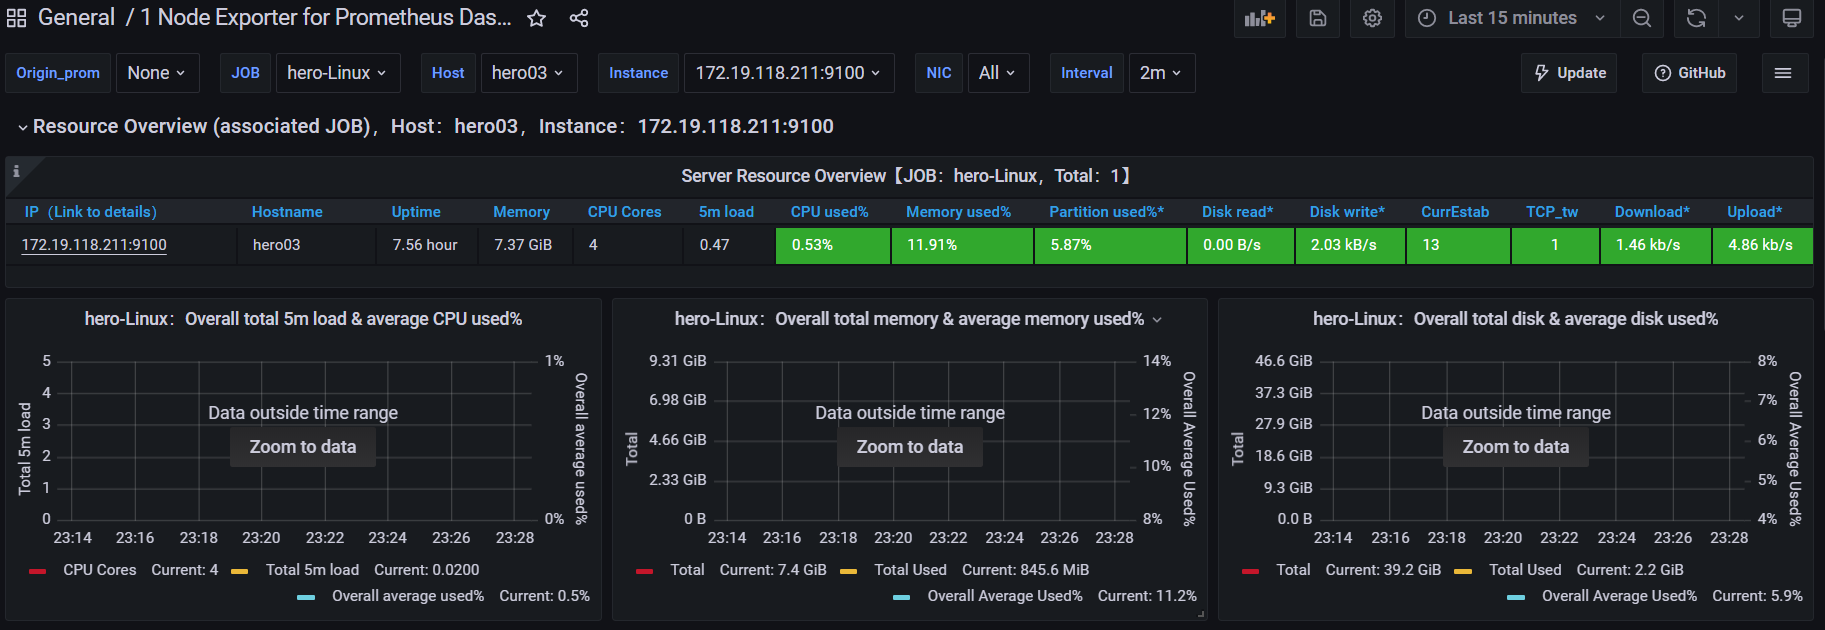 General / 1 Node Exporter for Prometheus Das... Last 15 minutes
Origin_prom None JOB hero-Linux Host hero03 Instance 172.19.118.211:9100 NIC All Interval 2m Update GitHub
Resource Overview (associated JOB)，Host：hero03，Instance：172.19.118.211:9100
Server Resource Overview【JOB：hero-Linux，Total：1】
IP（Link to details） Hostname Uptime Memory CPU Cores 5m load CPU used% Memory used% Partition used%* Disk read* Disk write* CurrEstab TCP_tw Download* Upload*
172.19.118.211:9100 hero03 7.56 hour 7.37 GiB 4 0.47 0.53% 11.91% 5.87% 0.00 B/s 2.03 kB/s 13 1 1.46 kb/s 4.86 kb/s
hero-Linux：Overall total 5m load & average CPU used%
5
4
3
2
1
0
Total 5m load
1%
0%
Overall average used%
Data outside time range
Zoom to data
23:14 23:16 23:18 23:20 23:22 23:24 23:26 23:28
CPU Cores Current: 4 Total 5m load Current: 0.0200
Overall average used% Current: 0.5%
hero-Linux：Overall total memory & average memory used%
9.31 GiB
6.98 GiB
4.66 GiB
2.33 GiB
0 B
Total
14%
12%
10%
8%
Overall Average Used%
Data outside time range
Zoom to data
23:14 23:16 23:18 23:20 23:22 23:24 23:26 23:28
Total Current: 7.4 GiB Total Used Current: 845.6 MiB
Overall Average Used% Current: 11.2%
hero-Linux：Overall total disk & average disk used%
46.6 GiB
37.3 GiB
27.9 GiB
18.6 GiB
9.3 GiB
0.0 B
Total
8%
7%
6%
5%
4%
Overall Average Used%
Data outside time range
Zoom to data
23:14 23:16 23:18 23:20 23:22 23:24 23:26 23:28
Total Current: 39.2 GiB Total Used Current: 2.2 GiB
Overall Average Used% Current: 5.9%